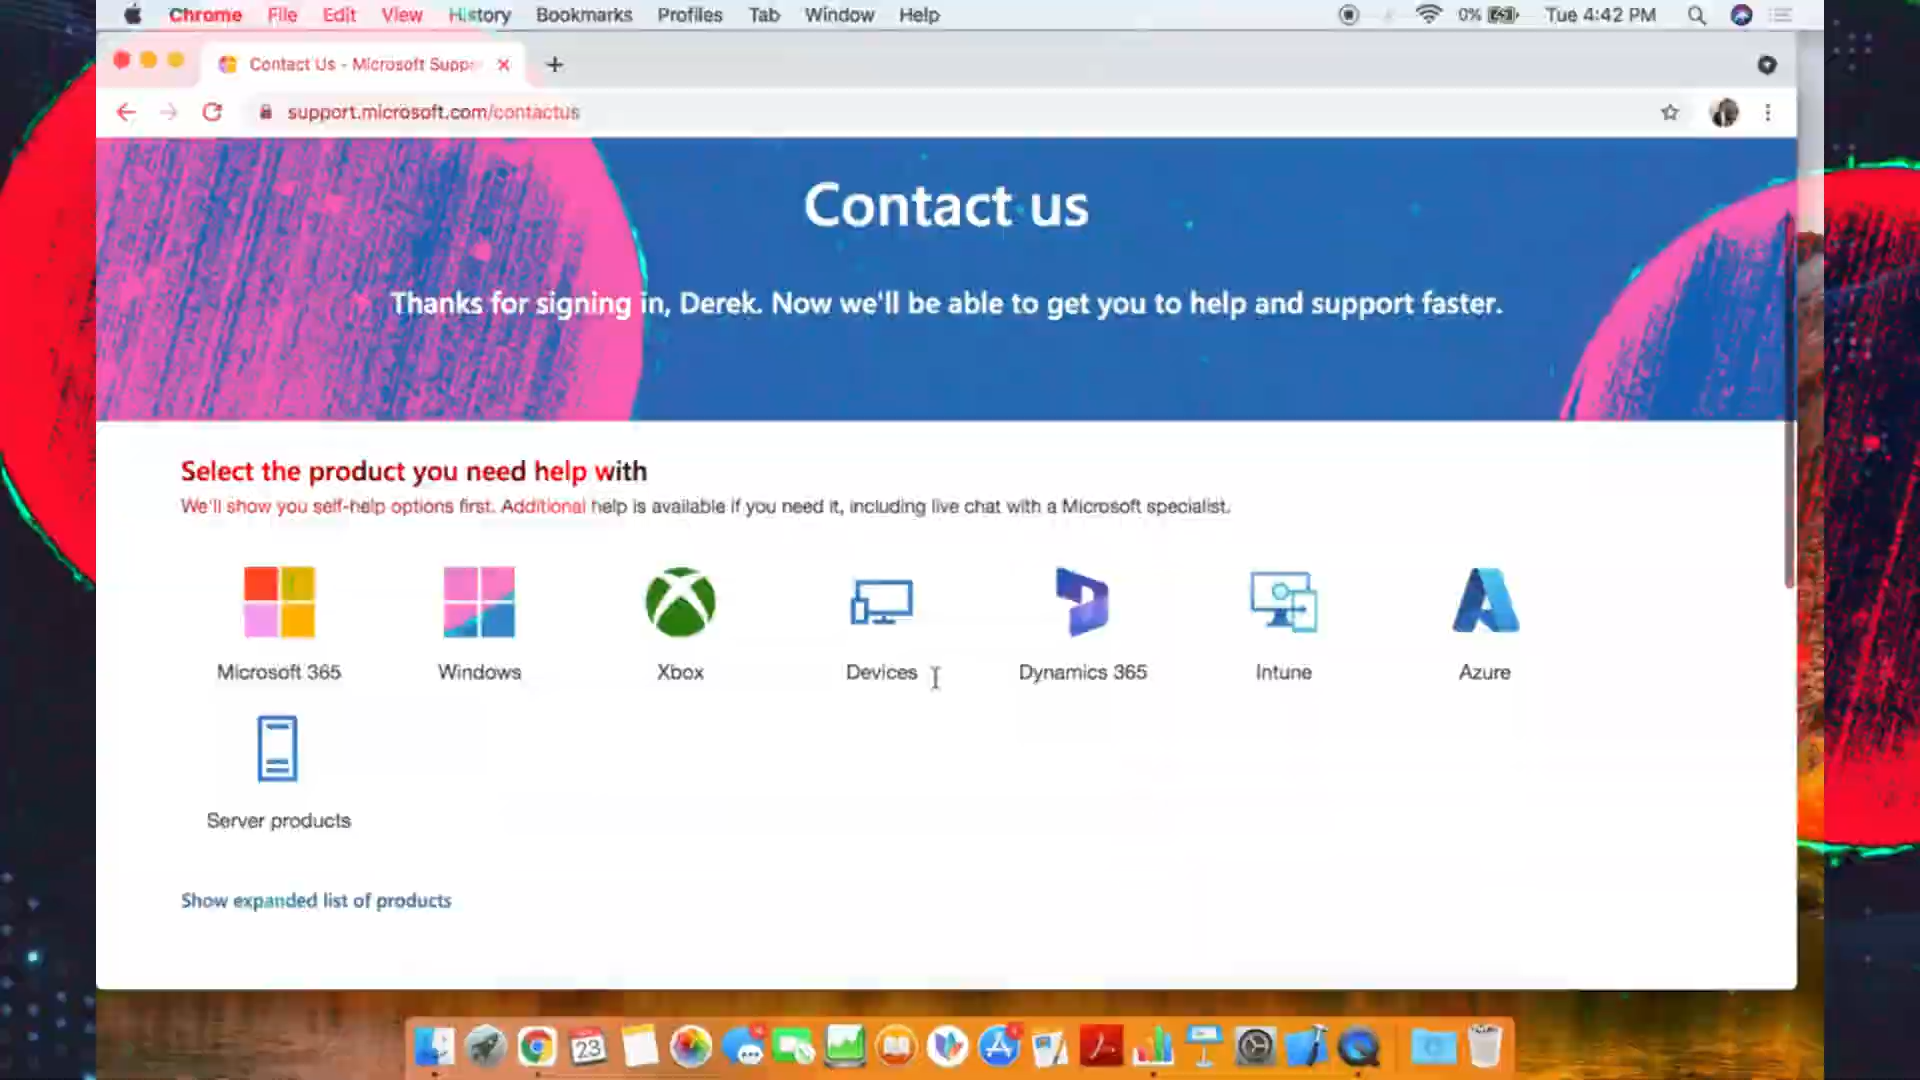 Chrome File Edit View History Bookmarks Profiles Tab Window Help 0% Tue 4:42 PM
Contact Us - Microsoft Suppo
support.microsoft.com/contactus
Contact us
Thanks for signing in, Derek. Now we'll be able to get you to help and support faster.
Select the product you need help with
We'll show you self-help options first. Additional help is available if you need it, including live chat with a Microsoft specialist.
Microsoft 365 Windows Xbox Devices Dynamics 365 Intune Azure
Server products
Show expanded list of products
23